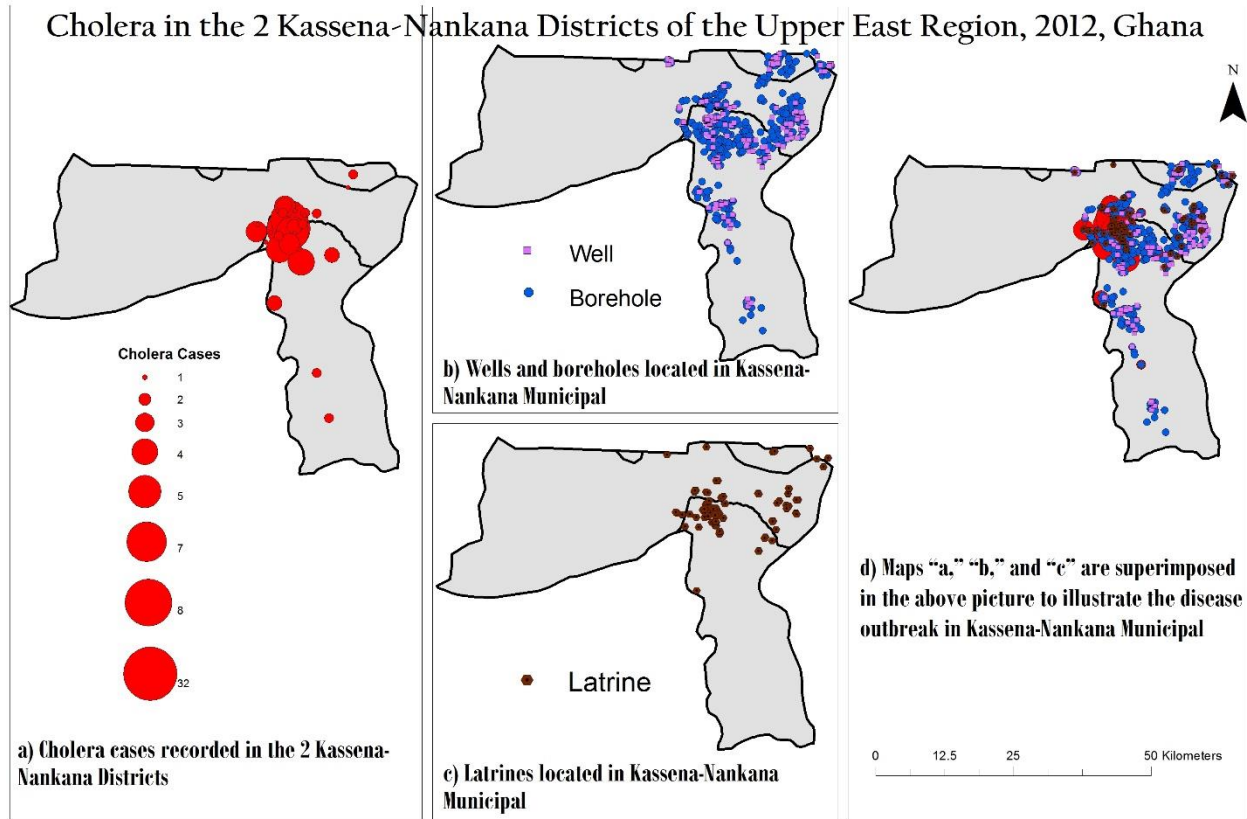 Cholera in the 2 Kassena-Nankana Districts of the Upper East Region, 2012, Ghana
N
Cholera Cases
1
2
3
4
5
7
8
32
a) Cholera cases recorded in the 2 Kassena-
Nankana Districts
Well
Borehole
b) Wells and boreholes located in Kassena-
Nankana Municipal
Latrine
c) Latrines located in Kassena-Nankana
Municipal
d) Maps “a,” “b,” and “c” are superimposed
in the above picture to illustrate the disease
outbreak in Kassena-Nankana Municipal
0 12.5 25 50 Kilometers